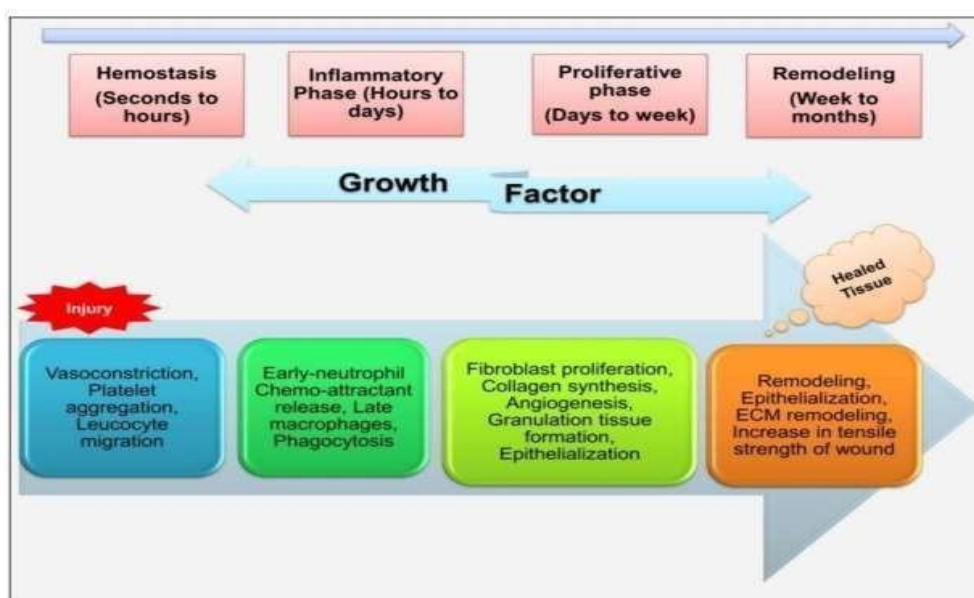 Hemostasis
(Seconds to
hours)
Inflammatory
Phase (Hours to
days)
Proliferative
phase
(Days to week)
Remodeling
(Week to
months)
Growth
Factor
Healed
Tissue
Injury
Vasoconstriction,
Platelet
aggregation,
Leucocyte
migration
Early-neutrophil
Chemo-attractant
release, Late
macrophages,
Phagocytosis
Fibroblast proliferation,
Collagen synthesis,
Angiogenesis,
Granulation tissue
formation,
Epithelialization
Remodeling,
Epithelialization,
ECM remodeling,
Increase in tensile
strength of wound